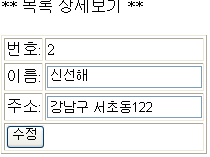 ** 목록 상세보기 **
번호: 2
이름: 신선해
주소: 강남구 서초동122
수정